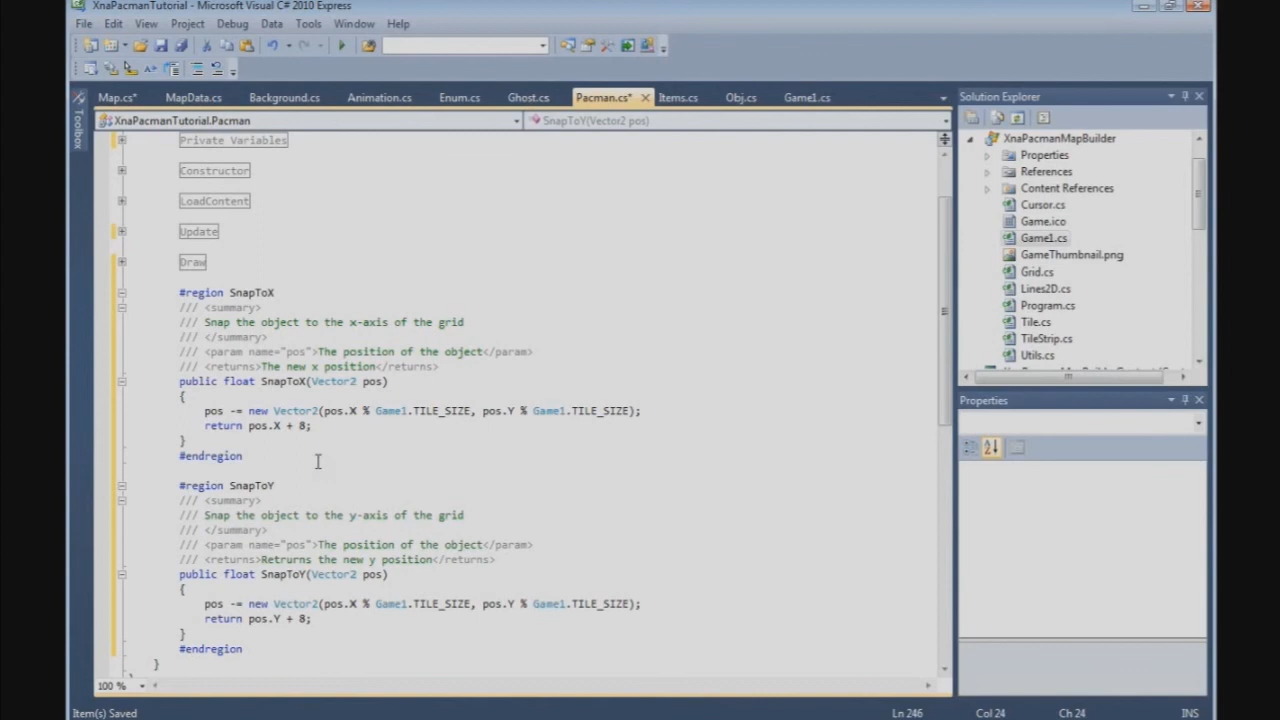 XnaPacmanTutorial - Microsoft Visual C# 2010 Express
File Edit View Project Debug Data Tools Window Help
Map.cs* MapData.cs Background.cs Animation.cs Enum.cs Ghost.cs Pacman.cs* Items.cs Obj.cs Game1.cs
XnaPacmanTutorial.Pacman SnapToY(Vector2 pos)
Private Variables
Constructor
LoadContent
Update
Draw
#region SnapToX
/// <summary>
/// Snap the object to the x-axis of the grid
/// </summary>
/// <param name="pos">The position of the object</param>
/// <returns>The new x position</returns>
public float SnapToX(Vector2 pos)
{
pos -= new Vector2(pos.X % Game1.TILE_SIZE, pos.Y % Game1.TILE_SIZE);
return pos.X + 8;
}
#endregion
#region SnapToY
/// <summary>
/// Snap the object to the y-axis of the grid
/// </summary>
/// <param name="pos">The position of the object</param>
/// <returns>Retrurns the new y position</returns>
public float SnapToY(Vector2 pos)
{
pos -= new Vector2(pos.X % Game1.TILE_SIZE, pos.Y % Game1.TILE_SIZE);
return pos.Y + 8;
}
#endregion
}
100 %
Toolbox
Solution Explorer
XnaPacmanMapBuilder
Properties
References
Content References
Cursor.cs
Game.ico
Game1.cs
GameThumbnail.png
Grid.cs
Lines2D.cs
Program.cs
Tile.cs
TileStrip.cs
Utils.cs
Properties
Item(s) Saved Ln 246 Col 24 Ch 24 INS